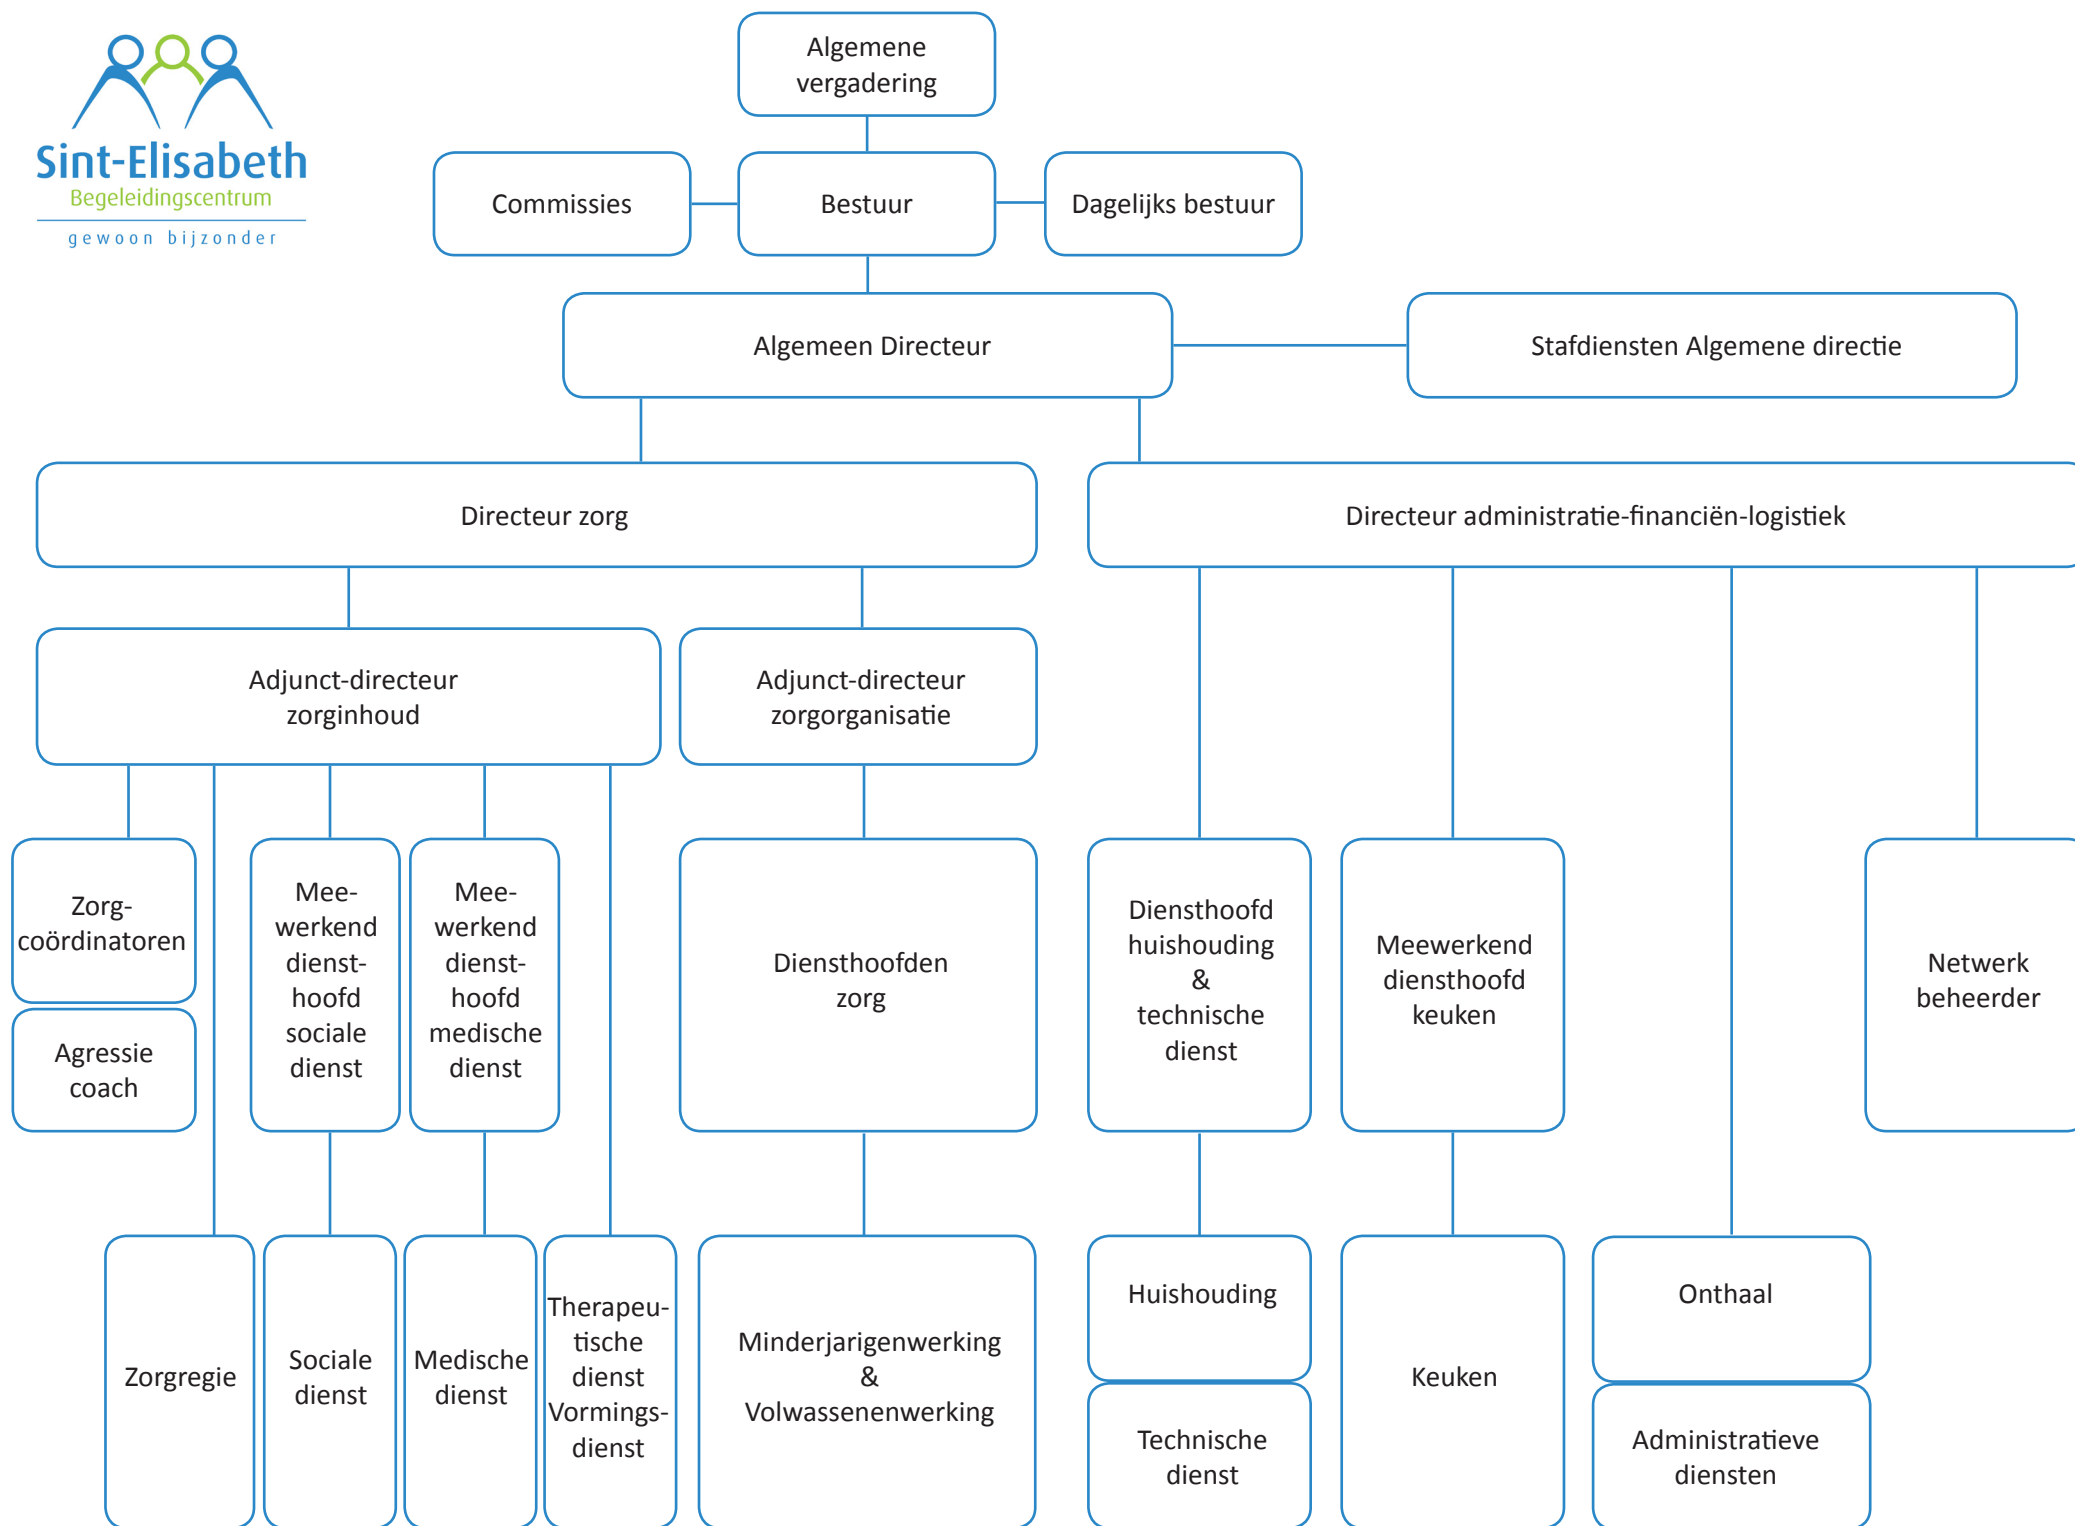 Sint-Elisabeth
Begeleidingscentrum
gewoon bijzonder
Algemene
vergadering
Commissies
Bestuur
Dagelijks bestuur
Algemeen Directeur
Stafdiensten Algemene directie
Directeur zorg
Directeur administratie-financiën-logistiek
Adjunct-directeur
zorginhoud
Adjunct-directeur
zorgorganisatie
Zorg-
coördinatoren
Agressie
coach
Mee-
werkend
dienst-
hoofd
sociale
dienst
Mee-
werkend
dienst-
hoofd
medische
dienst
Diensthoofden
zorg
Diensthoofd
huishouding
&
technische
dienst
Meewerkend
diensthoofd
keuken
Netwerk
beheerder
Zorgregie
Sociale
dienst
Medische
dienst
Therapeu-
tische
dienst
Vormings-
dienst
Minderjarigenwerking
&
Volwassenenwerking
Huishouding
Technische
dienst
Keuken
Onthaal
Administratieve
diensten